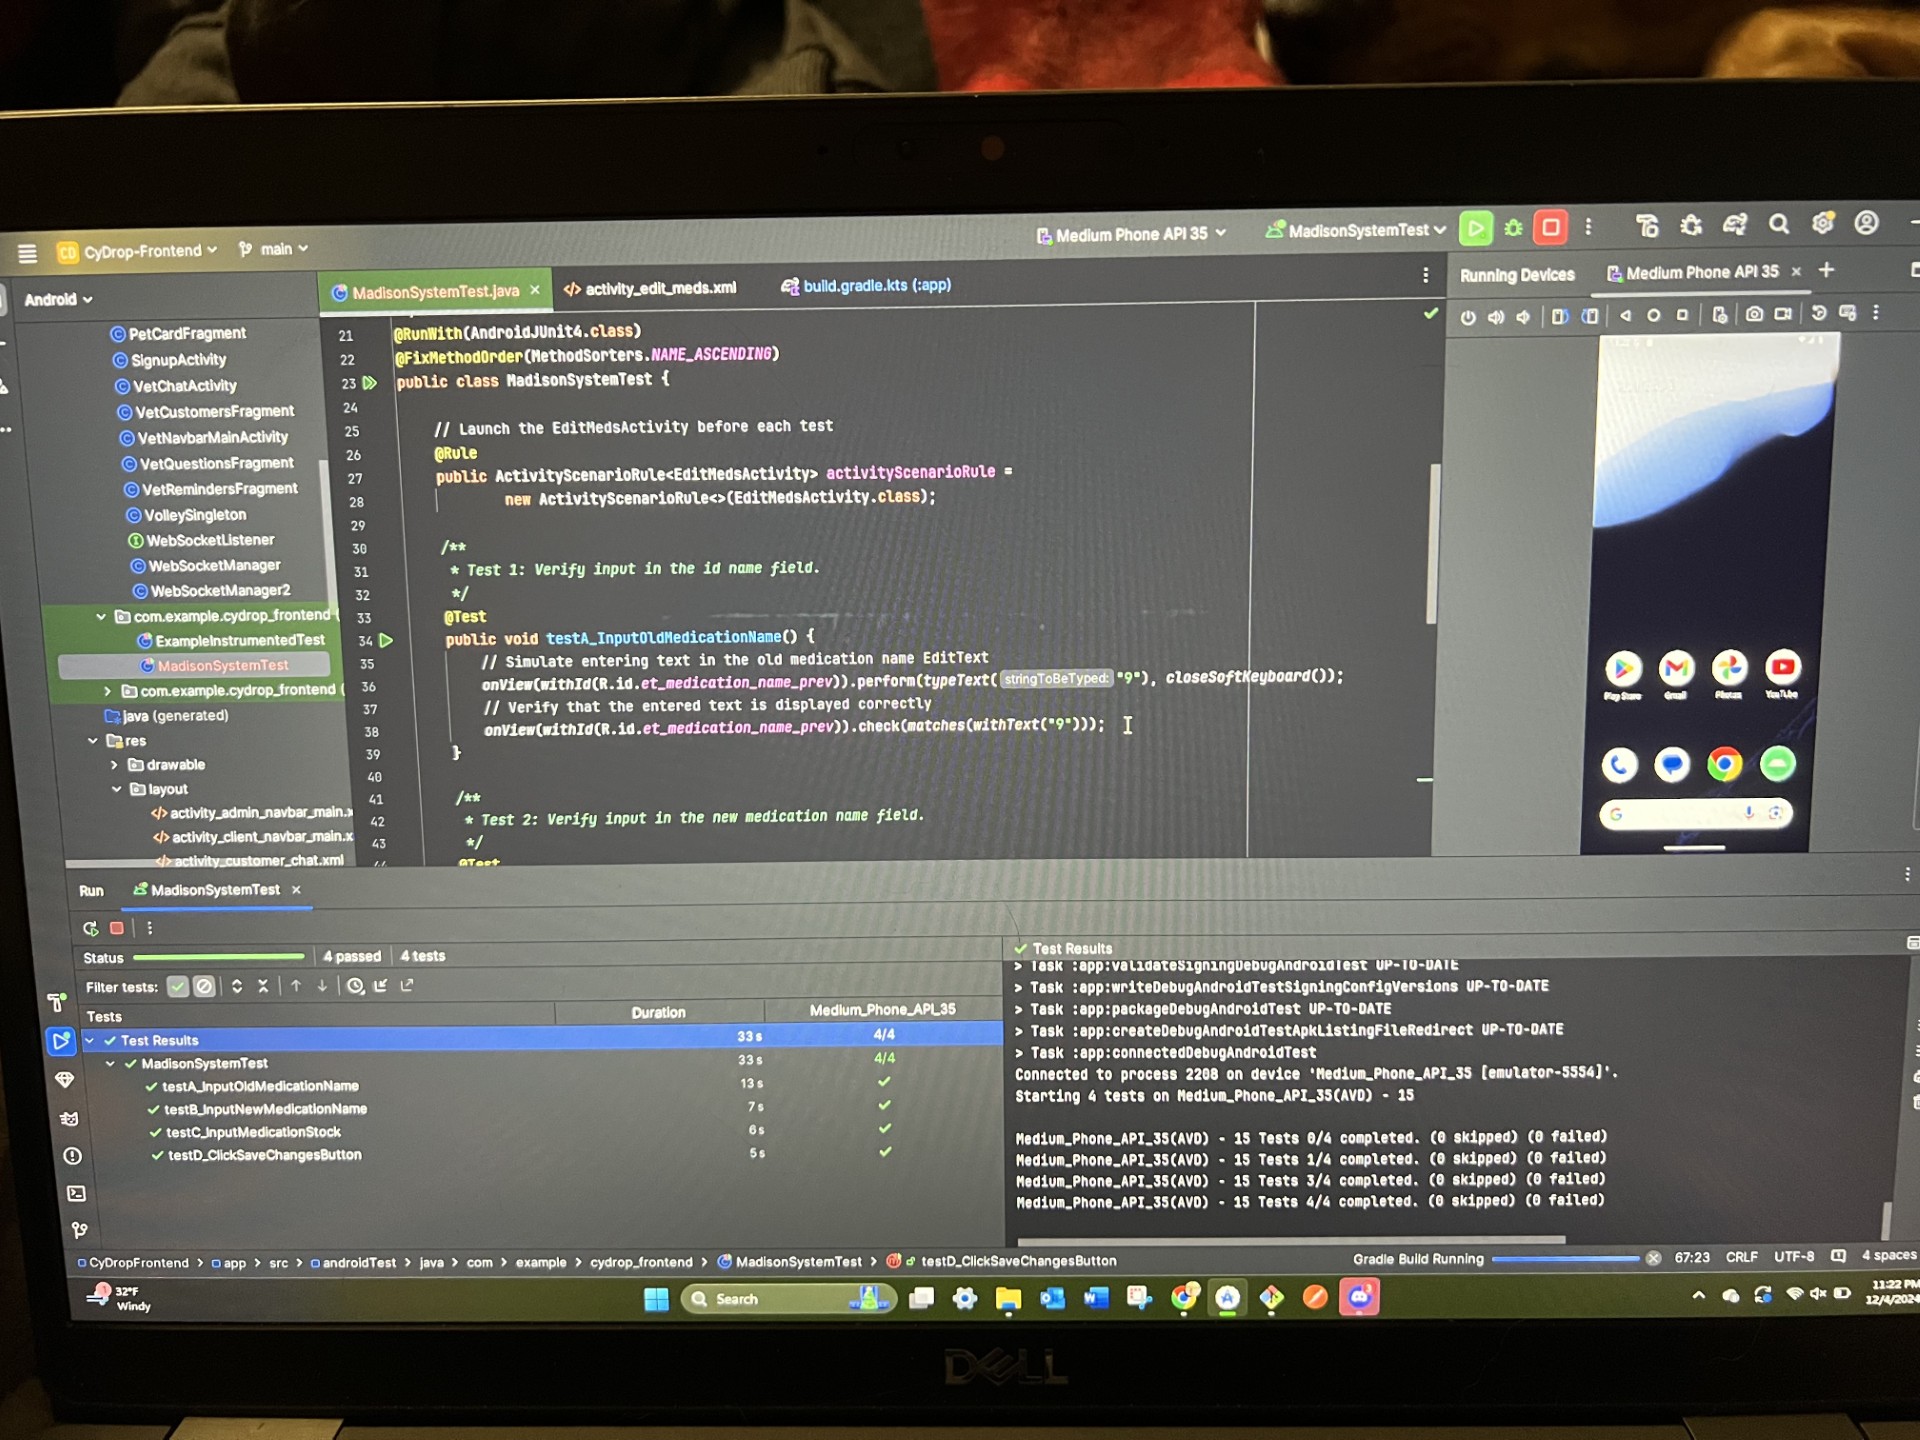 CD CyDrop-Frontend
main
Medium Phone API 35
MadisonSystemTest
Android
MadisonSystemTest.java
activity_edit_meds.xml
build.gradle.kts (:app)
Running Devices
Medium Phone API 35
PetCardFragment
SignupActivity
VetChatActivity
VetCustomersFragment
VetNavbarMainActivity
VetQuestionsFragment
VetRemindersFragment
VolleySingleton
WebSocketListener
WebSocketManager
WebSocketManager2
com.example.cydrop_frontend (
ExampleInstrumentedTest
MadisonSystemTest
com.example.cydrop_frontend (
java (generated)
res
drawable
layout
activity_admin_navbar_main.x
activity_client_navbar_main.x
activity_customer_chat.xml
21 @RunWith(AndroidJUnit4.class)
22 @FixMethodOrder(MethodSorters.NAME_ASCENDING)
23 public class MadisonSystemTest {
24
25 // Launch the EditMedsActivity before each test
26 @Rule
27 public ActivityScenarioRule<EditMedsActivity> activityScenarioRule =
28 new ActivityScenarioRule<>(EditMedsActivity.class);
29
30 /**
31 * Test 1: Verify input in the id name field.
32 */
33 @Test
34 public void testA_InputOldMedicationName() {
35 // Simulate entering text in the old medication name EditText
36 onView(withId(R.id.et_medication_name_prev)).perform(typeText( stringToBeTyped: "9"), closeSoftKeyboard());
37 // Verify that the entered text is displayed correctly
38 onView(withId(R.id.et_medication_name_prev)).check(matches(withText("9")));
39 }
40
41 /**
42 * Test 2: Verify input in the new medication name field.
43 */
44 @Test
Play Store
Gmail
Photos
YouTube
Run
MadisonSystemTest
Status
4 passed
4 tests
Filter tests:
Tests Duration Medium_Phone_API_35
Test Results 33 s 4/4
MadisonSystemTest 33 s 4/4
testA_InputOldMedicationName 13 s
testB_InputNewMedicationName 7 s
testC_InputMedicationStock 6 s
testD_ClickSaveChangesButton 5 s
Test Results
> Task :app:validateSigningDebugAndroidTest UP-TO-DATE
> Task :app:writeDebugAndroidTestSigningConfigVersions UP-TO-DATE
> Task :app:packageDebugAndroidTest UP-TO-DATE
> Task :app:createDebugAndroidTestApkListingFileRedirect UP-TO-DATE
> Task :app:connectedDebugAndroidTest
Connected to process 2208 on device 'Medium_Phone_API_35 [emulator-5554]'.
Starting 4 tests on Medium_Phone_API_35(AVD) - 15
Medium_Phone_API_35(AVD) - 15 Tests 0/4 completed. (0 skipped) (0 failed)
Medium_Phone_API_35(AVD) - 15 Tests 1/4 completed. (0 skipped) (0 failed)
Medium_Phone_API_35(AVD) - 15 Tests 3/4 completed. (0 skipped) (0 failed)
Medium_Phone_API_35(AVD) - 15 Tests 4/4 completed. (0 skipped) (0 failed)
CyDropFrontend > app > src > androidTest > java > com > example > cydrop_frontend > MadisonSystemTest > testD_ClickSaveChangesButton
Gradle Build Running
67:23 CRLF UTF-8 4 spaces
32°F
Windy
Search
11:22 PM
12/4/2024
DELL